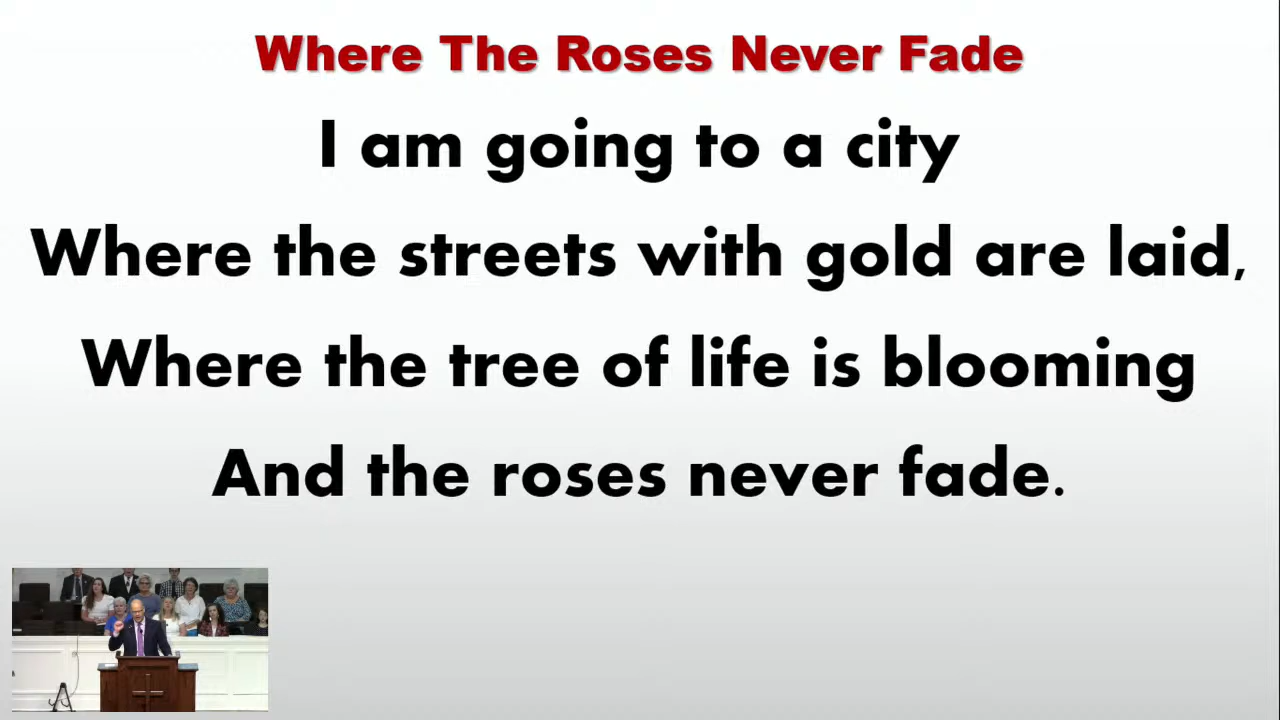 Where The Roses Never Fade
I am going to a city
Where the streets with gold are laid,
Where the tree of life is blooming
And the roses never fade.